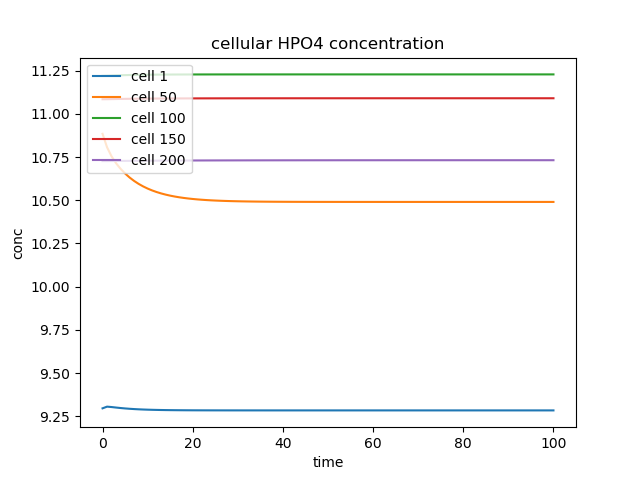 cellular HPO4 concentration
11.25
11.00
10.75
10.50
10.25
10.00
9.75
9.50
9.25
conc
cell 1
cell 50
cell 100
cell 150
cell 200
0
20
40
60
80
100
time